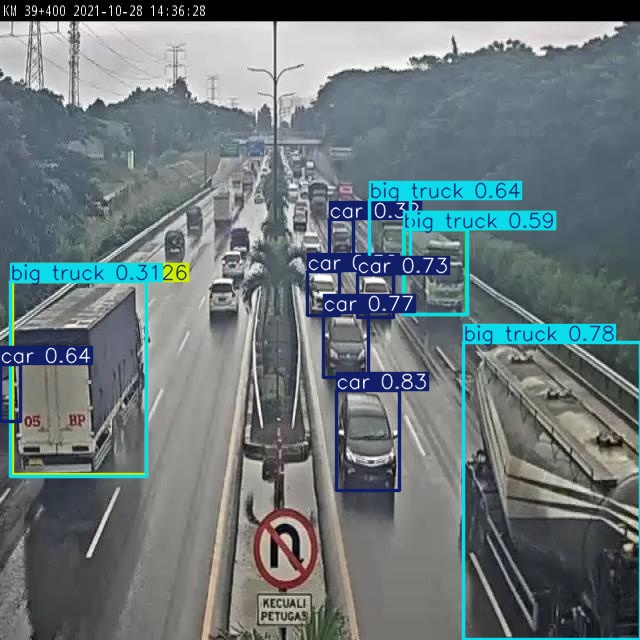 KM 39+400 2021-10-28 14:36:28
big truck 0.64
car 0.3
big truck 0.59
car 0.73
big truck 0.31
26
car 0.77
big truck 0.78
car 0.64
car 0.83
05 BP
KECUALI
PETUGAS